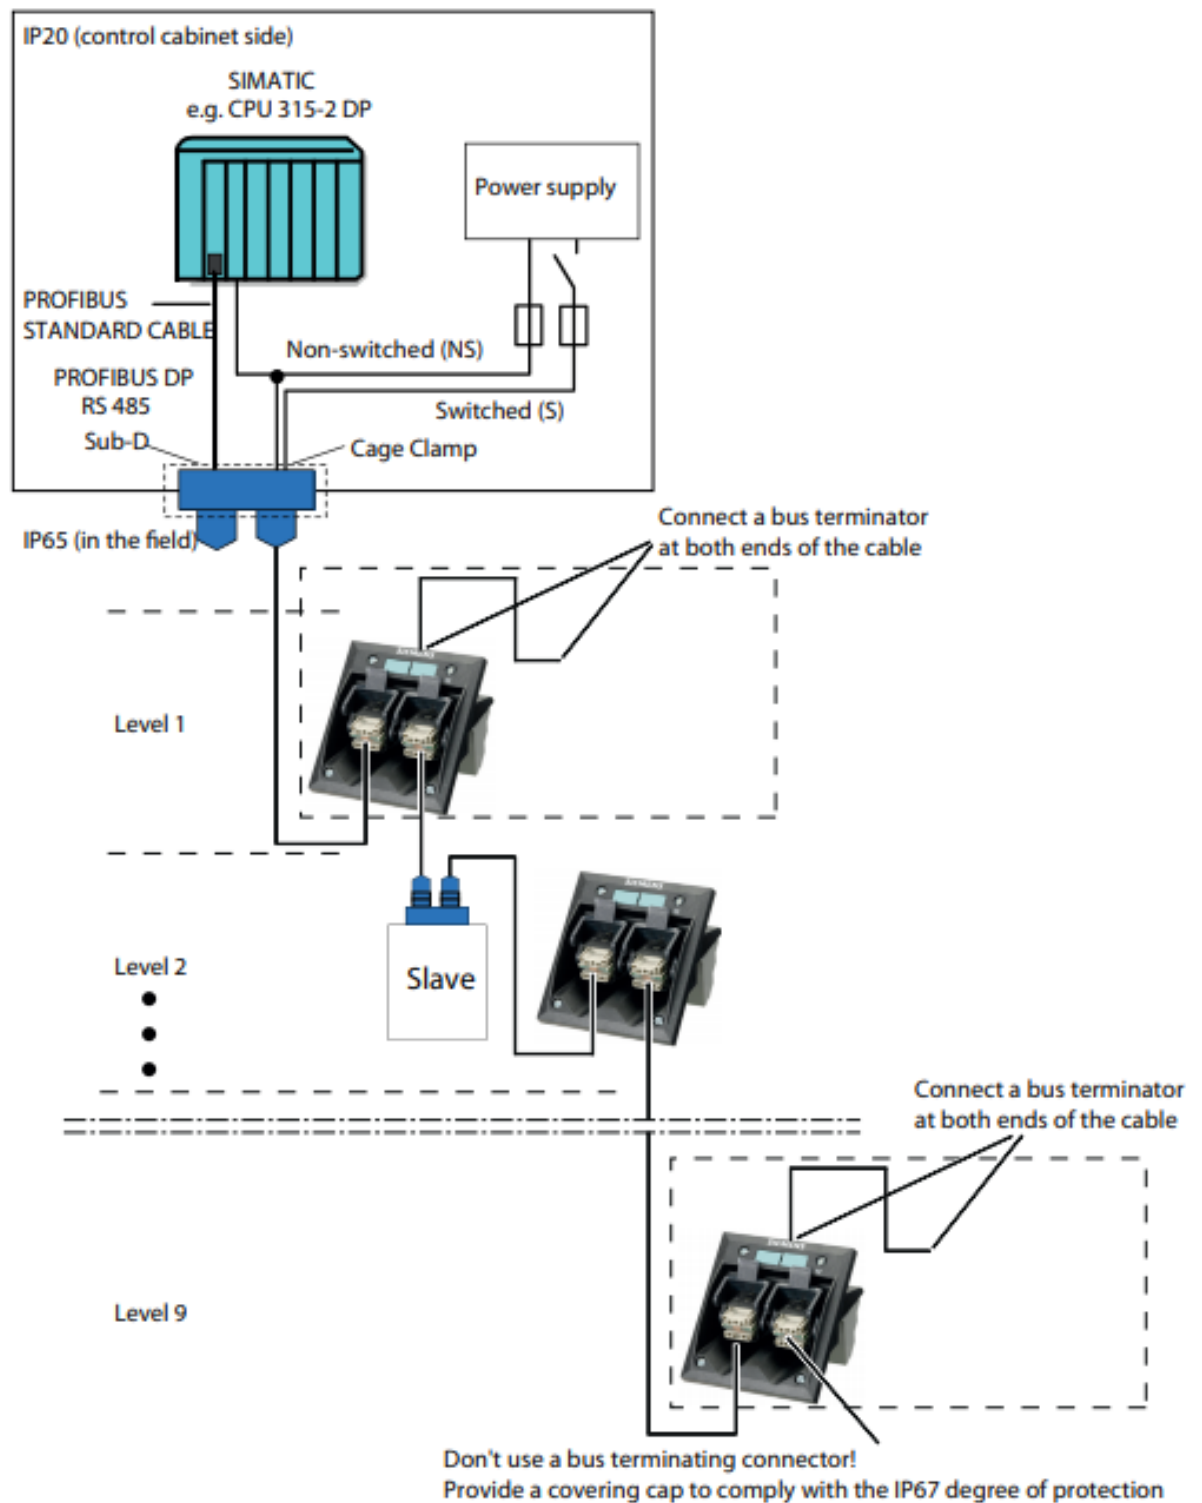 IP20 (control cabinet side)
SIMATIC
e.g. CPU 315-2 DP
Power supply
PROFIBUS
STANDARD CABLE
Non-switched (NS)
PROFIBUS DP
RS 485
Switched (S)
Sub-D
Cage Clamp
IP65 (in the field)
Connect a bus terminator
at both ends of the cable
Level 1
Level 2
Slave
Connect a bus terminator
at both ends of the cable
Level 9
Don't use a bus terminating connector!
Provide a covering cap to comply with the IP67 degree of protection